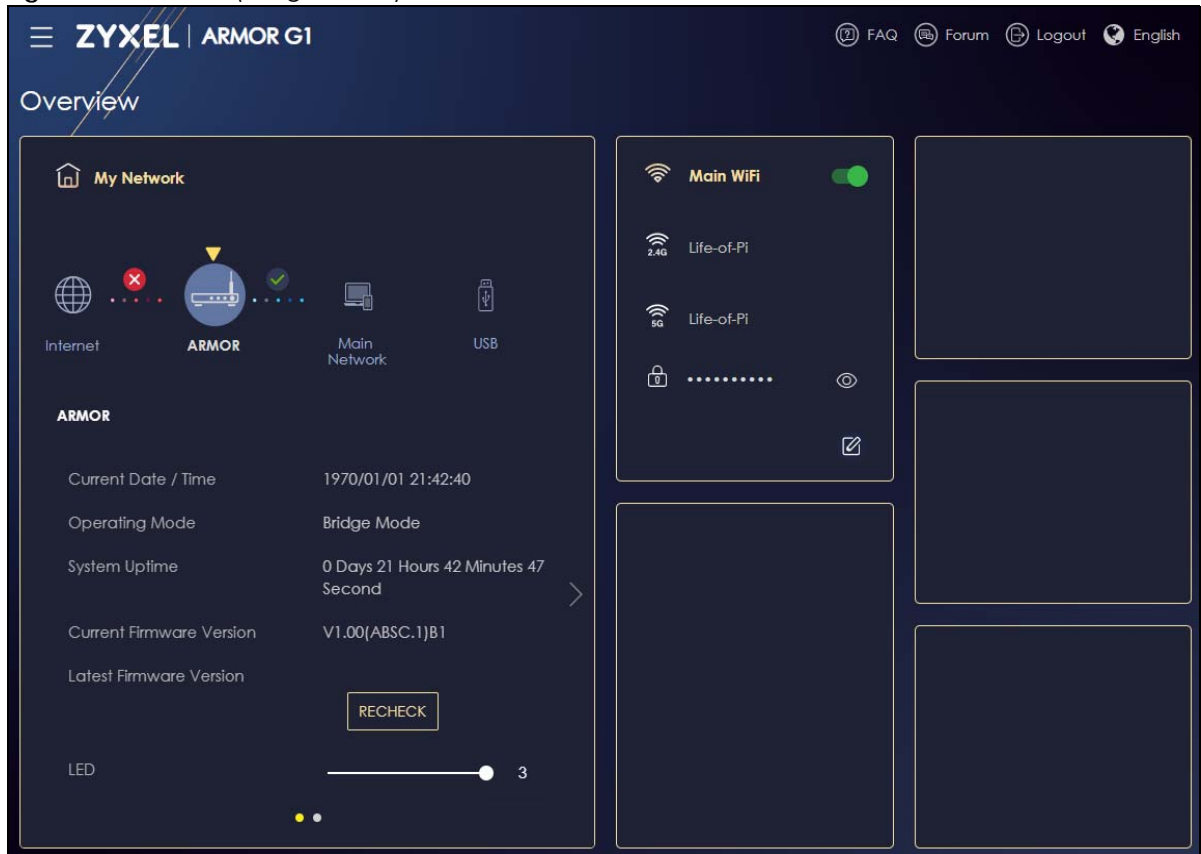 ZYXEL | ARMOR G1
FAQ
Forum
Logout
English
Overview
My Network
Internet
ARMOR
Main
Network
USB
ARMOR
Current Date / Time 1970/01/01 21:42:40
Operating Mode Bridge Mode
System Uptime 0 Days 21 Hours 42 Minutes 47
Second
Current Firmware Version V1.00(ABSC.1)B1
Latest Firmware Version
RECHECK
LED 3
Main WiFi
2.4G Life-of-Pi
5G Life-of-Pi
••••••••••